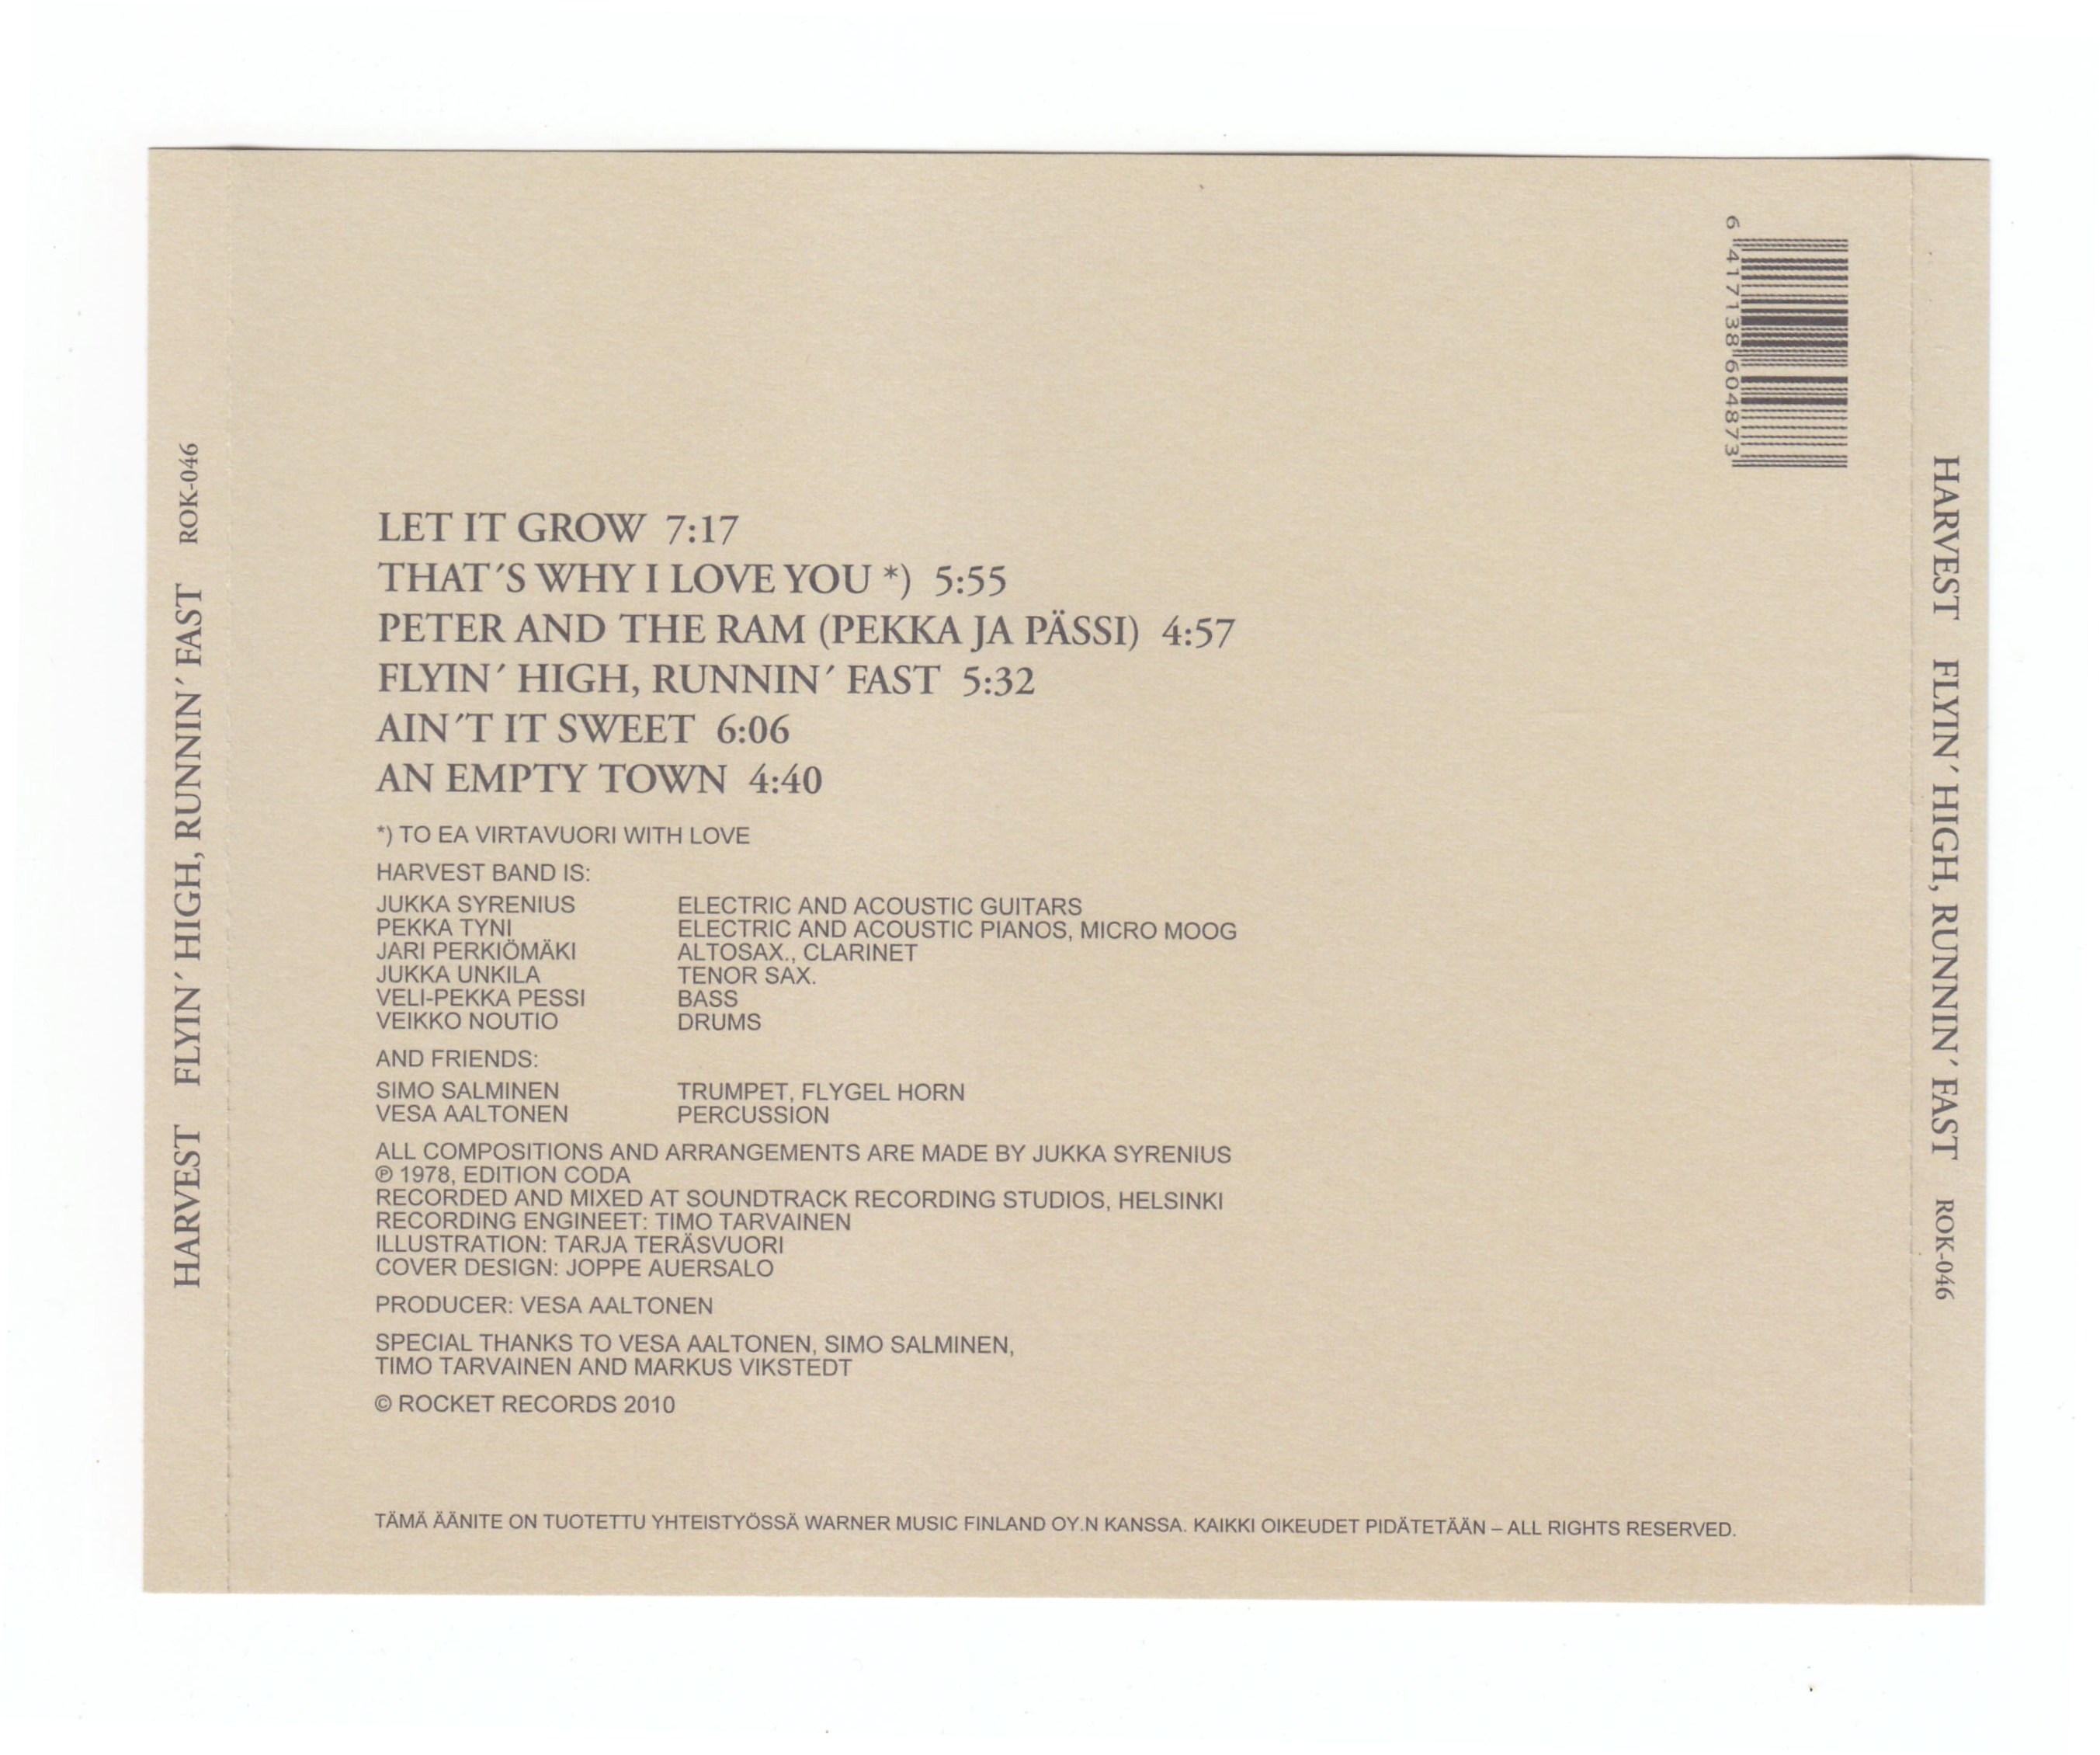 HARVEST FLYIN´ HIGH, RUNNIN´ FAST ROK-046
6 417138 604873
LET IT GROW 7:17
THAT´S WHY I LOVE YOU *) 5:55
PETER AND THE RAM (PEKKA JA PÄSSI) 4:57
FLYIN´ HIGH, RUNNIN´ FAST 5:32
AIN´T IT SWEET 6:06
AN EMPTY TOWN 4:40
*) TO EA VIRTAVUORI WITH LOVE
HARVEST BAND IS:
JUKKA SYRENIUS ELECTRIC AND ACOUSTIC GUITARS
PEKKA TYNI ELECTRIC AND ACOUSTIC PIANOS, MICRO MOOG
JARI PERKIÖMÄKI ALTOSAX., CLARINET
JUKKA UNKILA TENOR SAX.
VELI-PEKKA PESSI BASS
VEIKKO NOUTIO DRUMS
AND FRIENDS:
SIMO SALMINEN TRUMPET, FLYGEL HORN
VESA AALTONEN PERCUSSION
ALL COMPOSITIONS AND ARRANGEMENTS ARE MADE BY JUKKA SYRENIUS
℗ 1978, EDITION CODA
RECORDED AND MIXED AT SOUNDTRACK RECORDING STUDIOS, HELSINKI
RECORDING ENGINEET: TIMO TARVAINEN
ILLUSTRATION: TARJA TERÄSVUORI
COVER DESIGN: JOPPE AUERSALO
PRODUCER: VESA AALTONEN
SPECIAL THANKS TO VESA AALTONEN, SIMO SALMINEN,
TIMO TARVAINEN AND MARKUS VIKSTEDT
© ROCKET RECORDS 2010
TÄMÄ ÄÄNITE ON TUOTETTU YHTEISTYÖSSÄ WARNER MUSIC FINLAND OY.N KANSSA. KAIKKI OIKEUDET PIDÄTETÄÄN – ALL RIGHTS RESERVED.
HARVEST FLYIN´ HIGH, RUNNIN´ FAST ROK-046